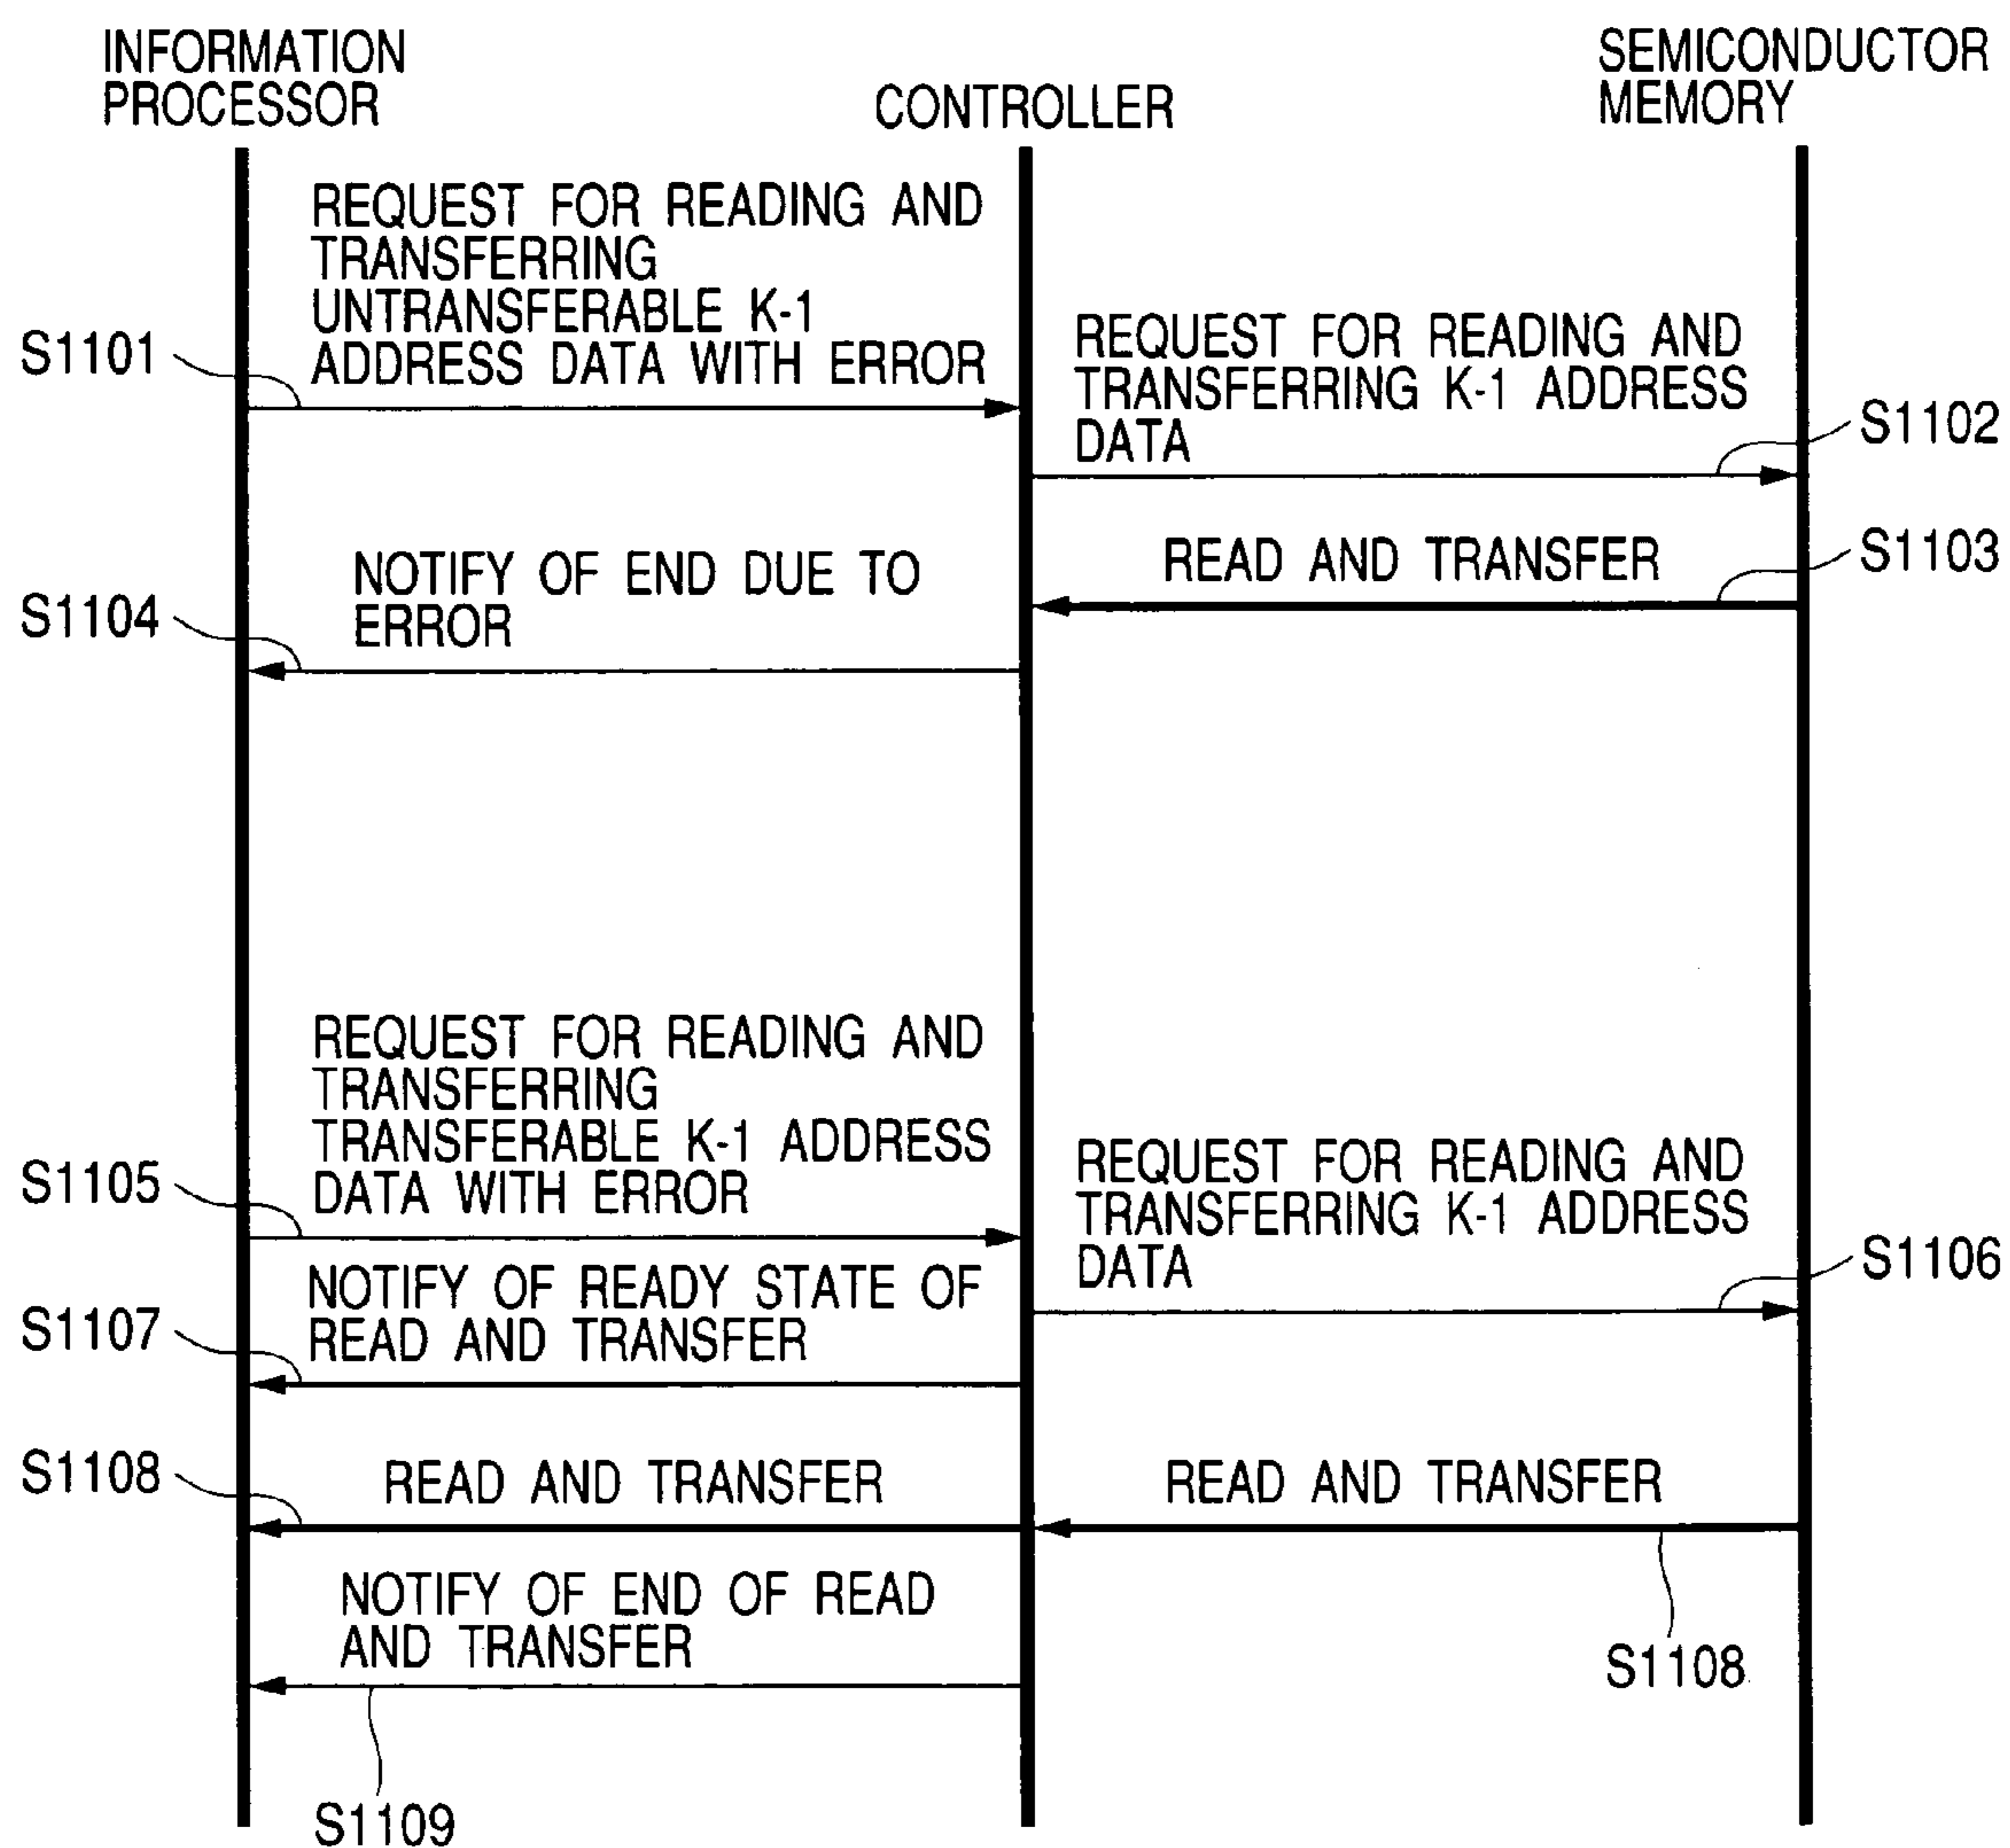 INFORMATION
PROCESSOR
CONTROLLER
SEMICONDUCTOR
MEMORY
REQUEST FOR READING AND
TRANSFERRING
UNTRANSFERABLE K-1
ADDRESS DATA WITH ERROR
S1101
REQUEST FOR READING AND
TRANSFERRING K-1 ADDRESS
DATA
S1102
READ AND TRANSFER
S1103
NOTIFY OF END DUE TO
ERROR
S1104
REQUEST FOR READING AND
TRANSFERRING
TRANSFERABLE K-1 ADDRESS
DATA WITH ERROR
S1105
REQUEST FOR READING AND
TRANSFERRING K-1 ADDRESS
DATA
S1106
NOTIFY OF READY STATE OF
READ AND TRANSFER
S1107
S1108
READ AND TRANSFER
READ AND TRANSFER
S1108
NOTIFY OF END OF READ
AND TRANSFER
S1109